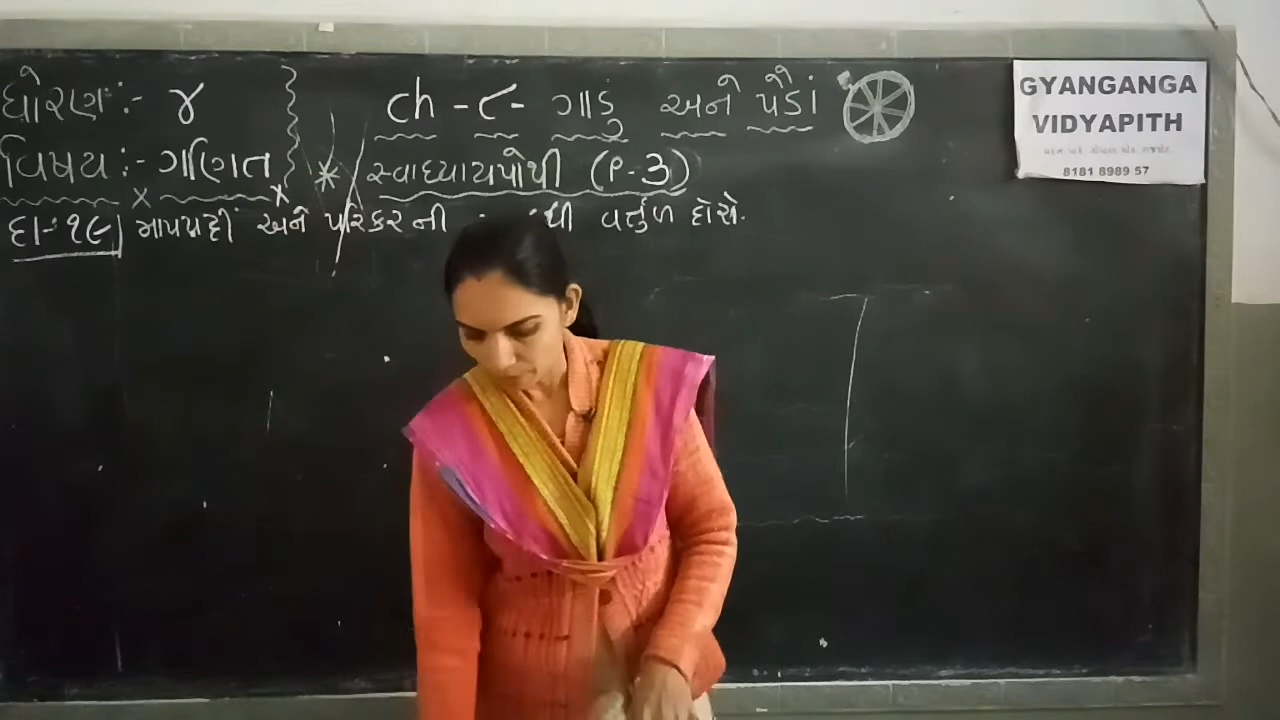 ધોરણ :- ૪
ch - ૮ - ગાડું અને પૈડાં
વિષય :- ગણિત
* સ્વાધ્યાયપોથી (P-3)
દા-૧૯ માપપટ્ટી અને પરિકરની થી વર્તુળ દોરો.
GYANGANGA
VIDYAPITH
8181 8989 57